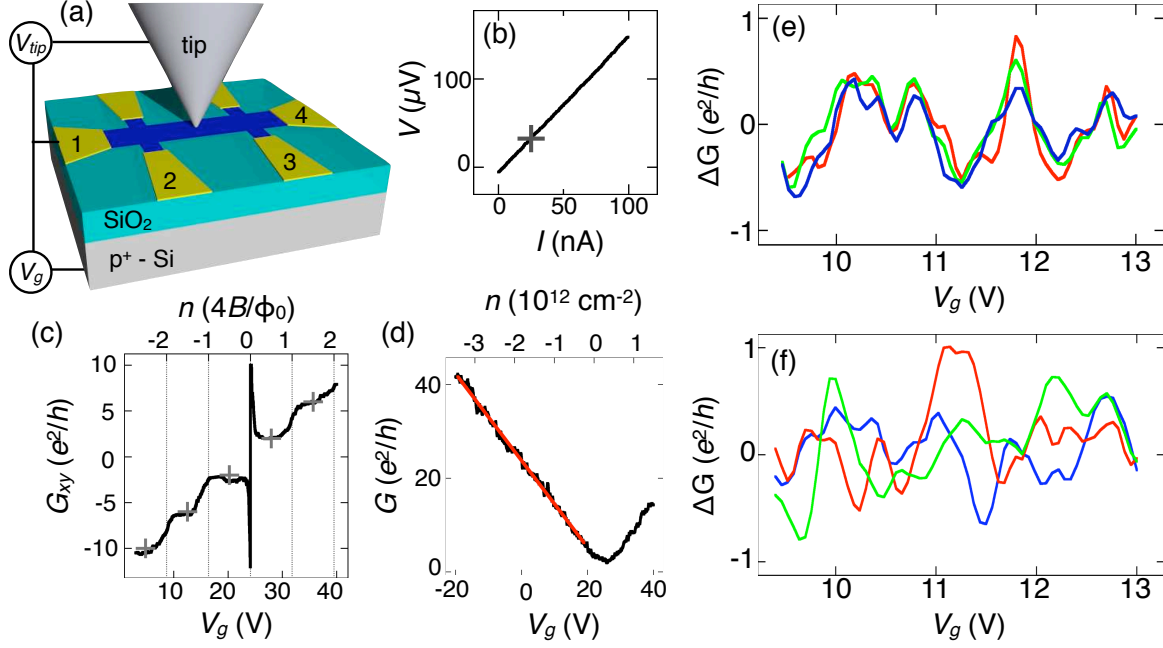 (a)
V_tip
tip
1
2
3
4
SiO₂
p⁺ - Si
V_g
(b)
V (µV)
100
0
0 50 100
I (nA)
(c)
n (4B/ϕ₀)
-2 -1 0 1 2
G_xy (e²/h)
10
5
0
-5
-10
10 20 30 40
V_g (V)
(d)
n (10¹² cm⁻²)
-3 -2 -1 0 1
G (e²/h)
40
20
0
-20 0 20 40
V_g (V)
(e)
ΔG (e²/h)
1
0
-1
10 11 12 13
V_g (V)
(f)
ΔG (e²/h)
1
0
-1
10 11 12 13
V_g (V)